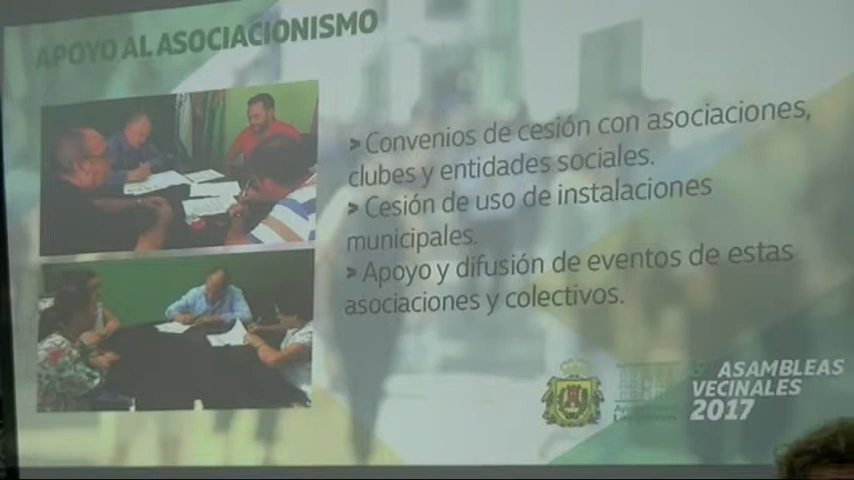 APOYO AL ASOCIACIONISMO
> Convenios de cesión con asociaciones,
clubes y entidades sociales.
> Cesión de uso de instalaciones
municipales.
> Apoyo y difusión de eventos de estas
asociaciones y colectivos.
ASAMBLEAS
VECINALES
2017